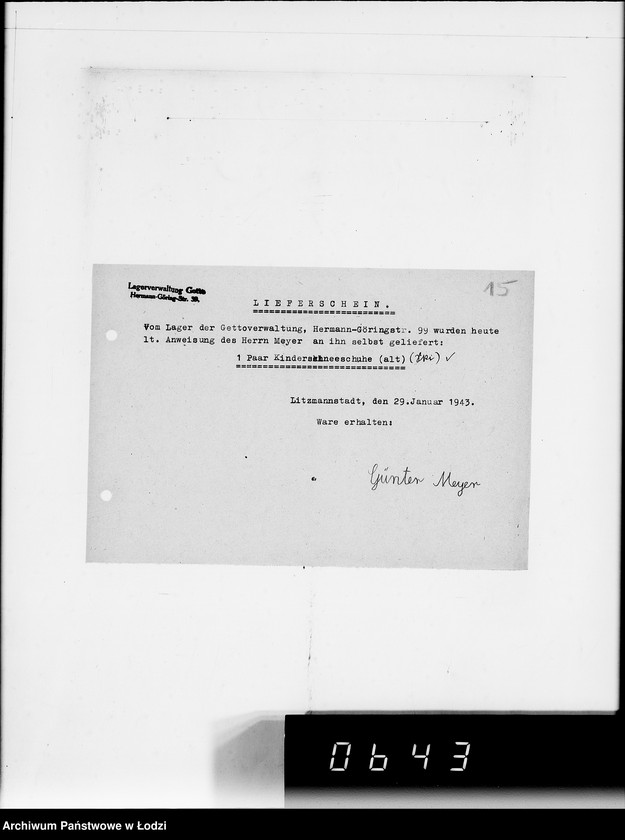 15
Lagerverwaltung Getto
Hermann-Göring-Str. 39.
LIEFERSCHEIN.
Vom Lager der Gettoverwaltung, Hermann-Göringstr. 99 wurden heute
lt. Anweisung des Herrn Meyer an ihn selbst geliefert:
1 Paar Kinderschneeschuhe (alt)
Litzmannstadt, den 29.Januar 1943.
Ware erhalten:
Günter Meyer
0643
Archiwum Państwowe w Łodzi